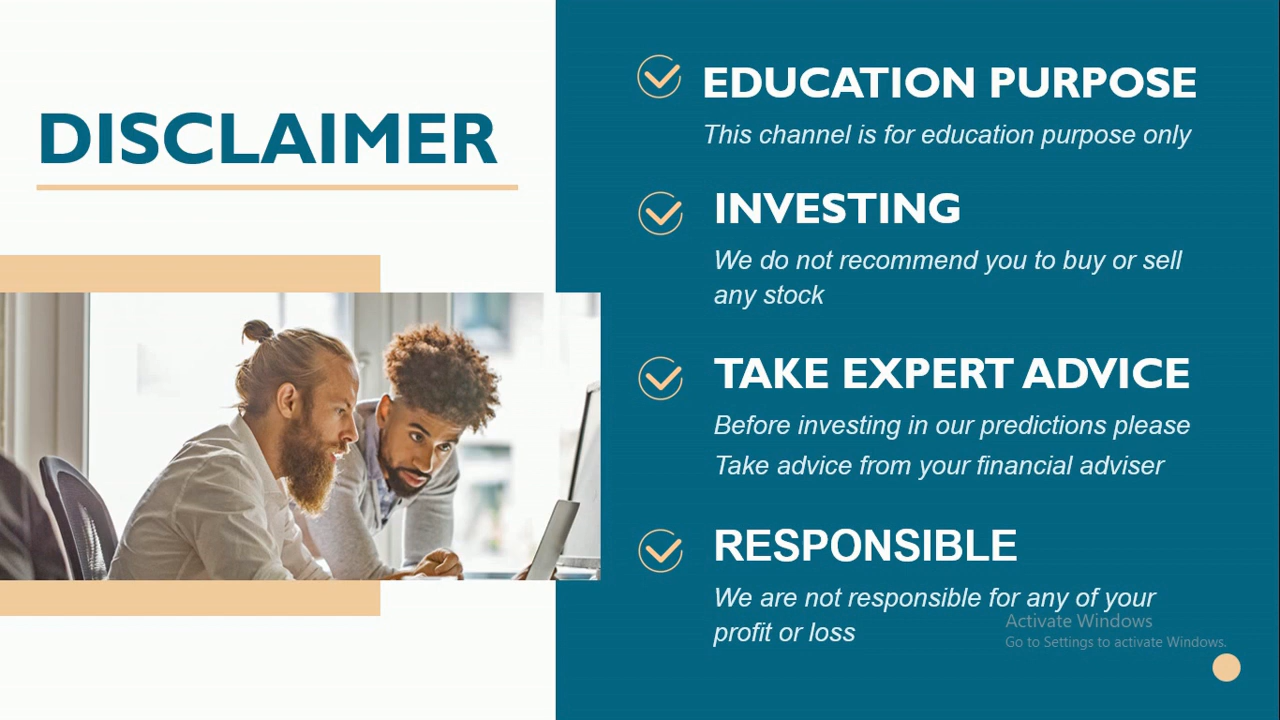 DISCLAIMER
EDUCATION PURPOSE
This channel is for education purpose only
INVESTING
We do not recommend you to buy or sell
any stock
TAKE EXPERT ADVICE
Before investing in our predictions please
Take advice from your financial adviser
RESPONSIBLE
We are not responsible for any of your
profit or loss
Activate Windows
Go to Settings to activate Windows.